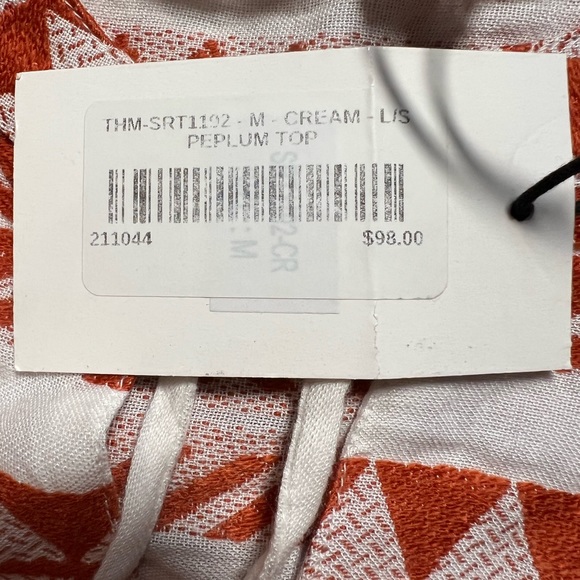 THM-SRT1192 - M - CREAM - L/S
PEPLUM TOP
211044
$98.00